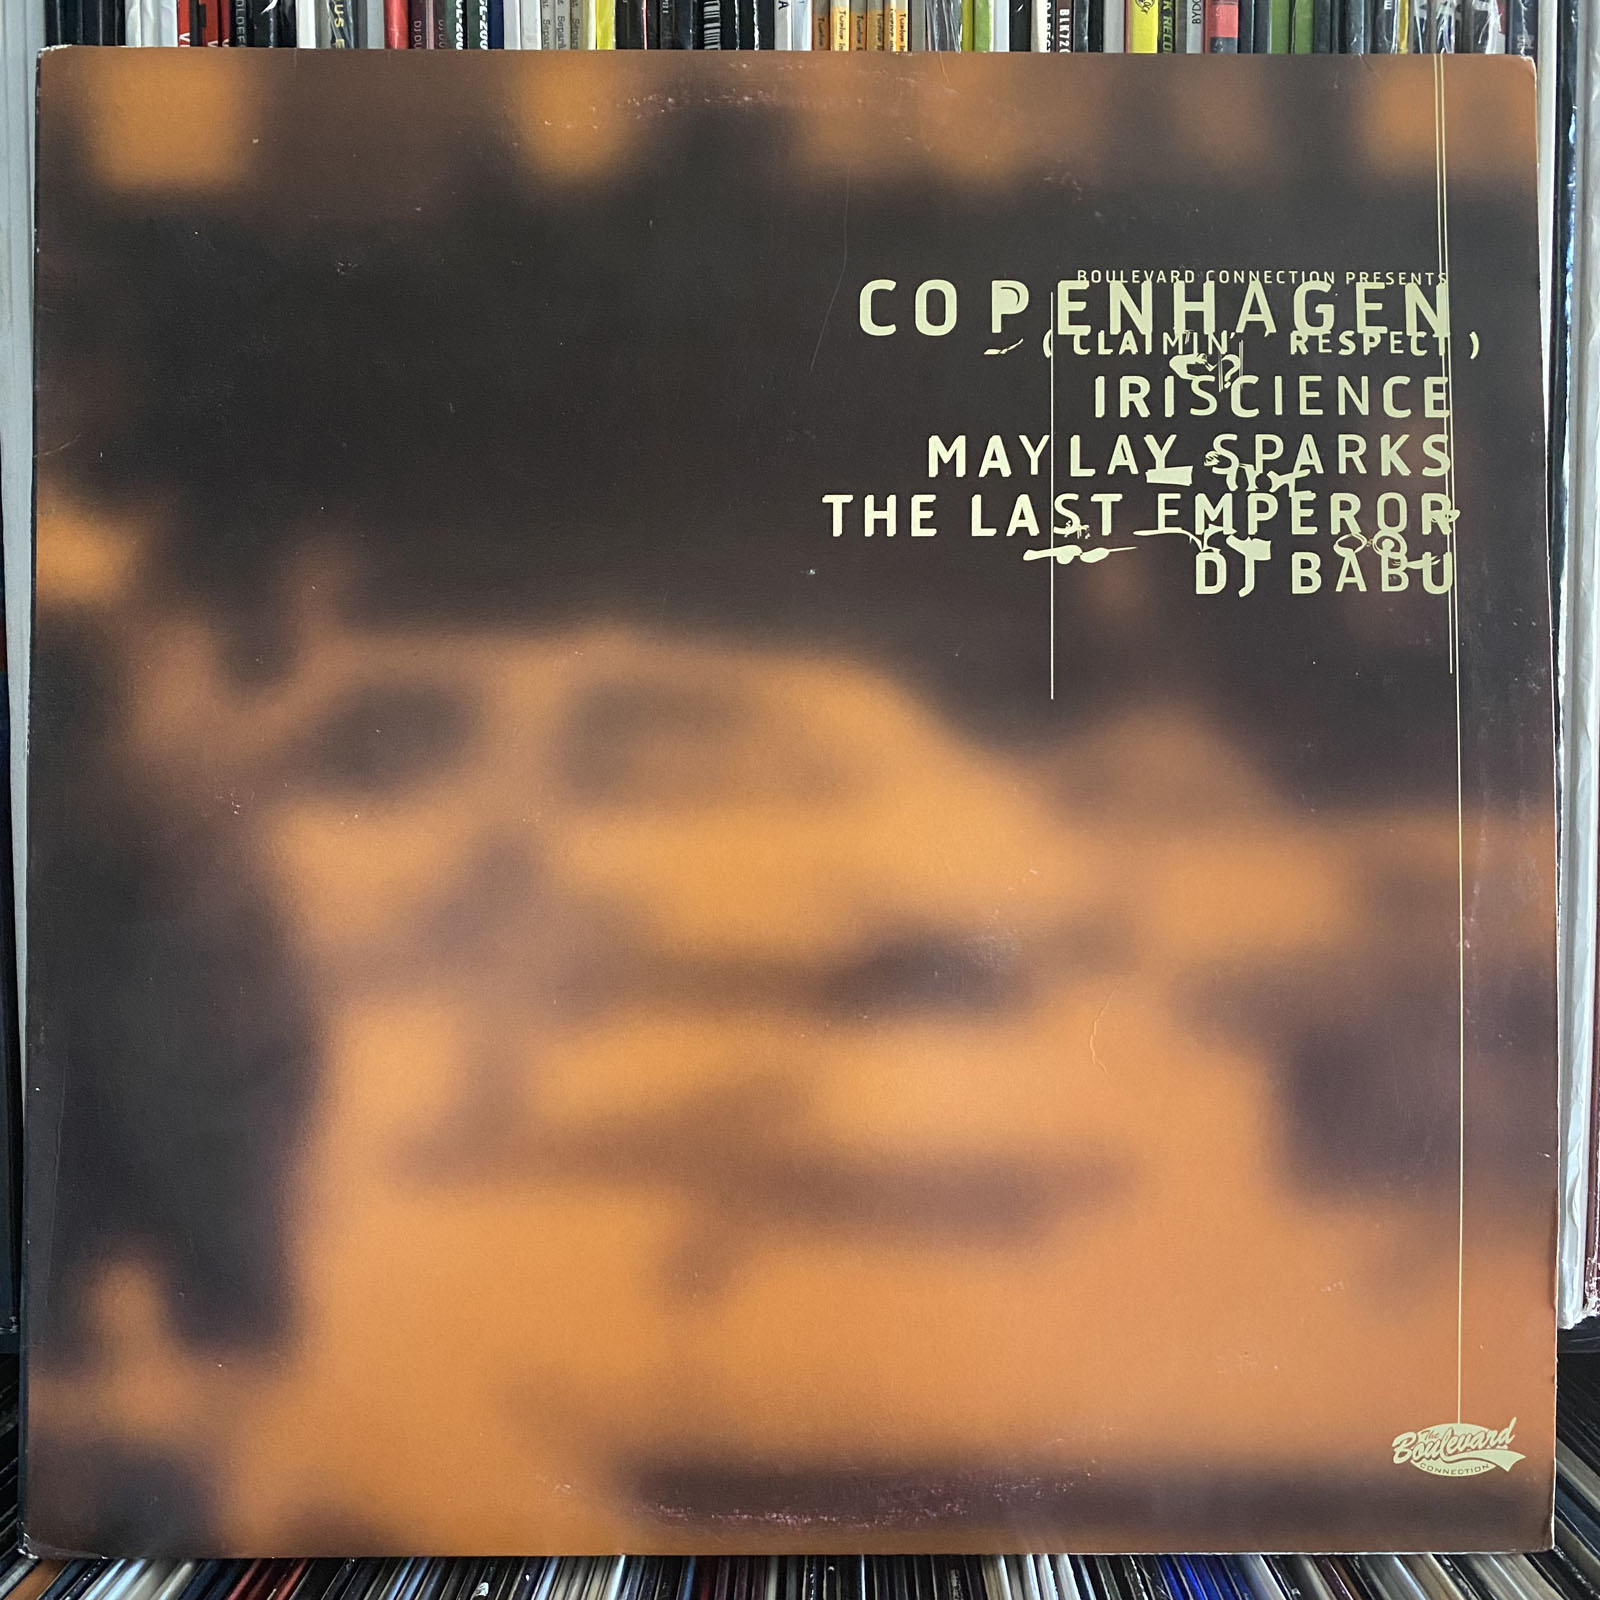 BOULEVARD CONNECTION PRESENTS
COPENHAGEN
( CLAIMIN' RESPECT )
IRISCIENCE
MAYLAY SPARKS
THE LAST EMPEROR
DJ BABU
The Boulevard
CONNECTION